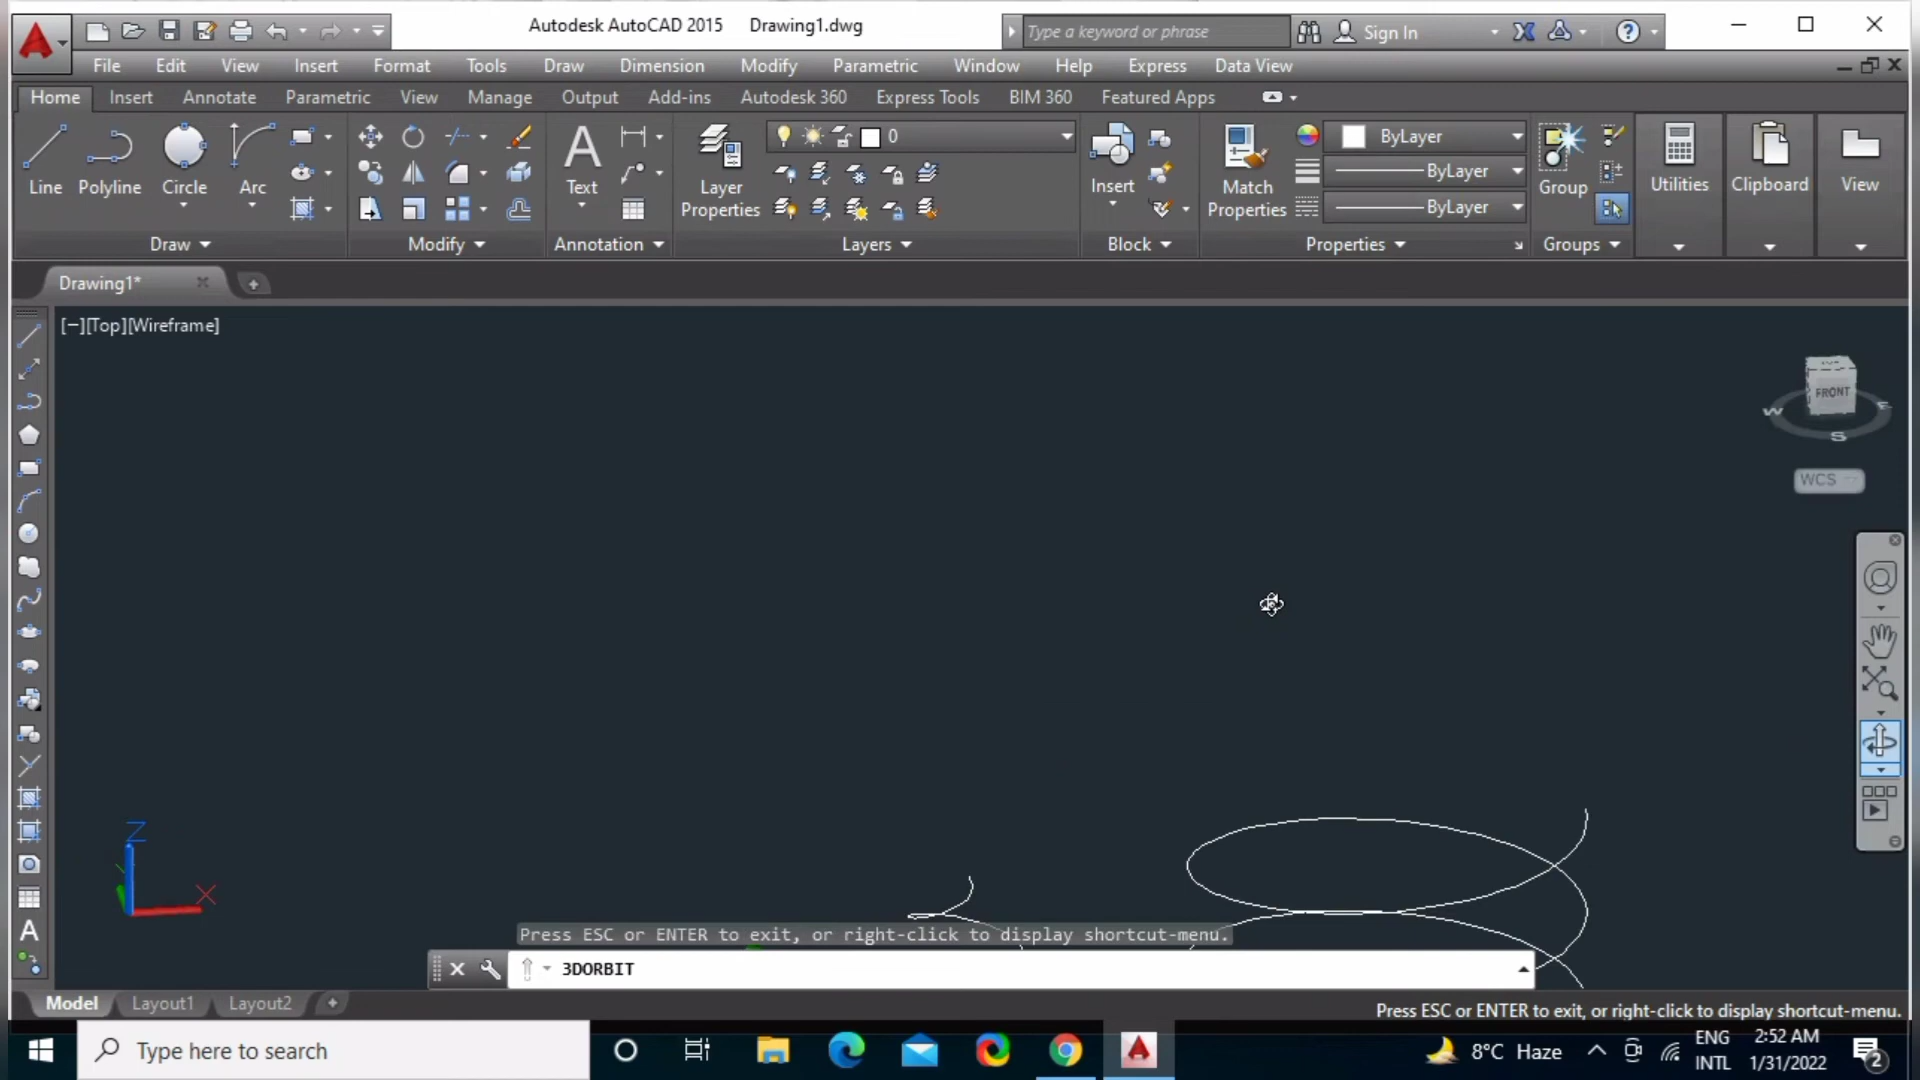 Autodesk AutoCAD 2015 Drawing1.dwg
Type a keyword or phrase
Sign In
File Edit View Insert Format Tools Draw Dimension Modify Parametric Window Help Express Data View
Home Insert Annotate Parametric View Manage Output Add-ins Autodesk 360 Express Tools BIM 360 Featured Apps
0
ByLayer
ByLayer
ByLayer
Line Polyline Circle Arc
Text
Layer Properties
Insert
Match Properties
Group
Utilities
Clipboard
View
Draw
Modify
Annotation
Layers
Block
Properties
Groups
Drawing1*
[−][Top][Wireframe]
FRONT
W
E
S
WCS
Z
X
Press ESC or ENTER to exit, or right-click to display shortcut-menu.
3DORBIT
Model Layout1 Layout2
Press ESC or ENTER to exit, or right-click to display shortcut-menu.
Type here to search
8°C Haze
ENG
INTL
2:52 AM
1/31/2022
2